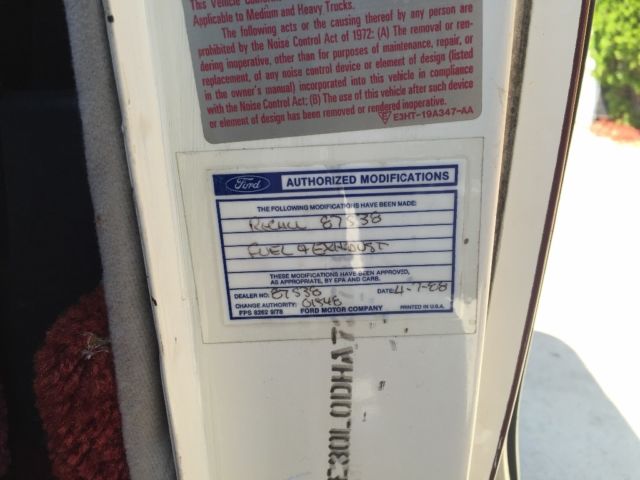 This Vehicle
Applicable to Medium and Heavy Trucks.
The following acts or the causing thereof by any person are
prohibited by the Noise Control Act of 1972: (A) The removal or ren-
dering inoperative, other than for purposes of maintenance, repair, or
replacement, of any noise control device or element of design (listed
in the owner's manual) incorporated into this vehicle in compliance
with the Noise Control Act; (B) The use of this vehicle after such device
or element of design has been removed or rendered inoperative.
E3HT-19A347-AA
Ford AUTHORIZED MODIFICATIONS
THE FOLLOWING MODIFICATIONS HAVE BEEN MADE:
RECALL 87S38
FUEL & EXHAUST
THESE MODIFICATIONS HAVE BEEN APPROVED,
AS APPROPRIATE, BY EPA AND CARB.
DEALER NO: 87S38 DATE: 4-7-88
CHANGE AUTHORITY: 01948
FPS 8262 9/78 FORD MOTOR COMPANY PRINTED IN U.S.A.
E30LODHA7